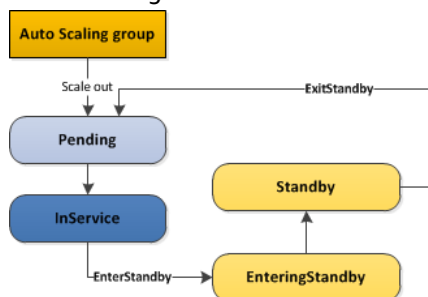 Auto Scaling group
Scale out
ExitStandby
Pending
Standby
InService
EnterStandby
EnteringStandby